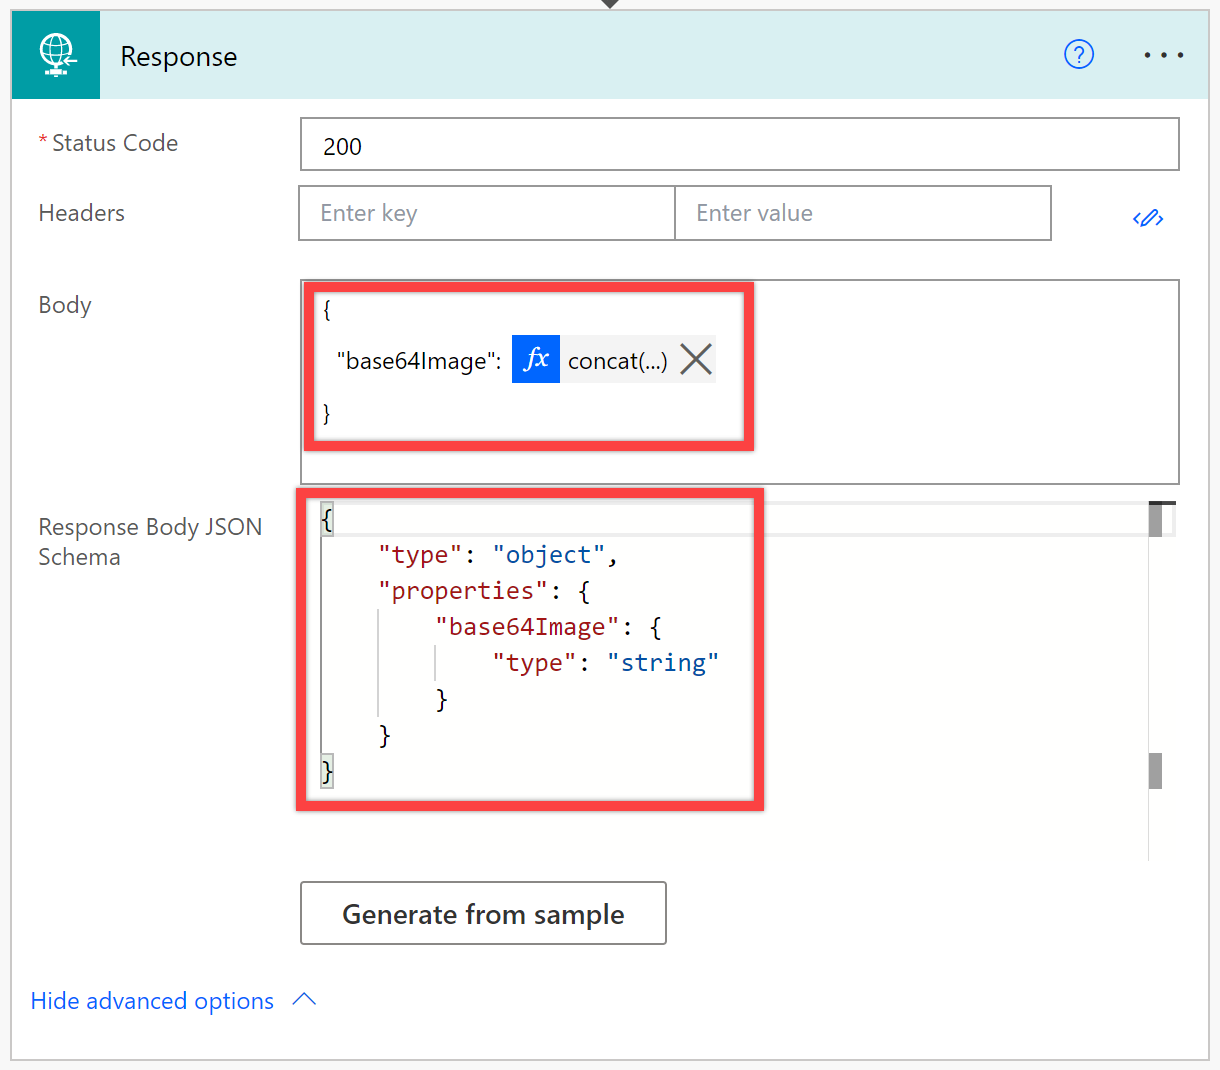 Response
?
* Status Code
200
Headers
Enter key
Enter value
Body
{
"base64Image": fx concat(...)
}
Response Body JSON
Schema
{
"type": "object",
"properties": {
"base64Image": {
"type": "string"
}
}
}
Generate from sample
Hide advanced options